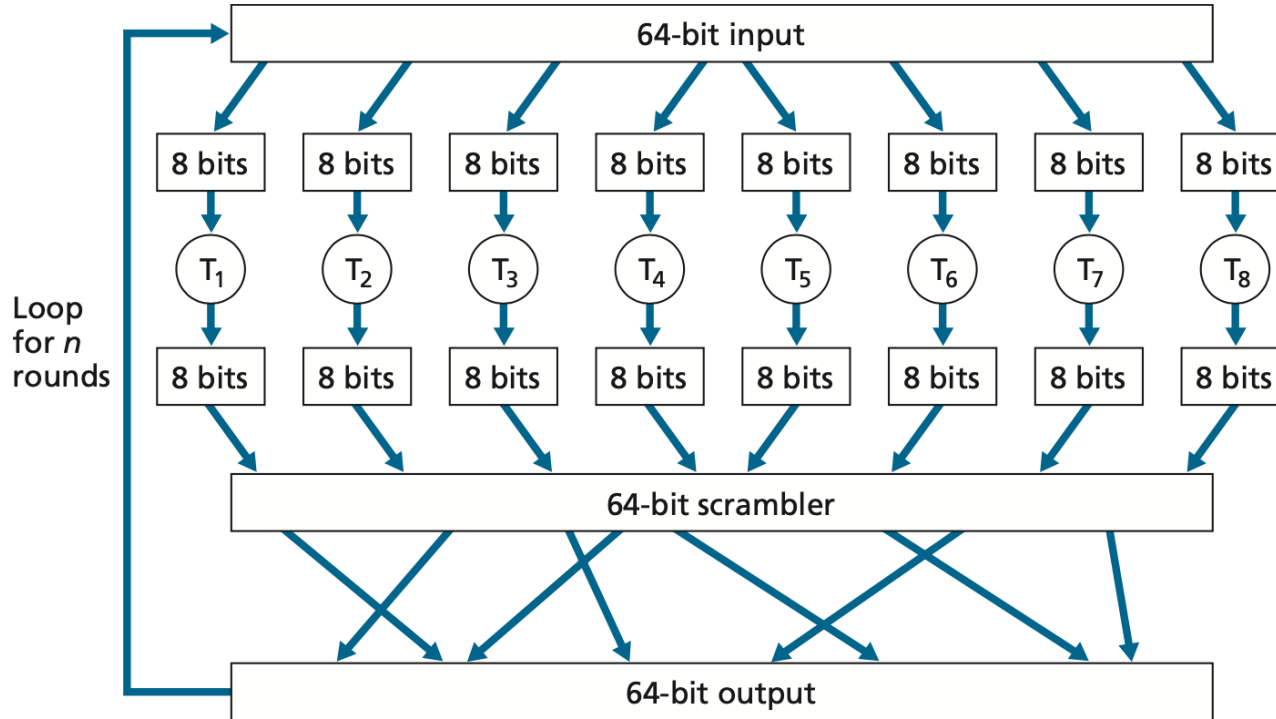 64-bit input
8 bits 8 bits 8 bits 8 bits 8 bits 8 bits 8 bits 8 bits
T1 T2 T3 T4 T5 T6 T7 T8
Loop
for n
rounds
8 bits 8 bits 8 bits 8 bits 8 bits 8 bits 8 bits 8 bits
64-bit scrambler
64-bit output